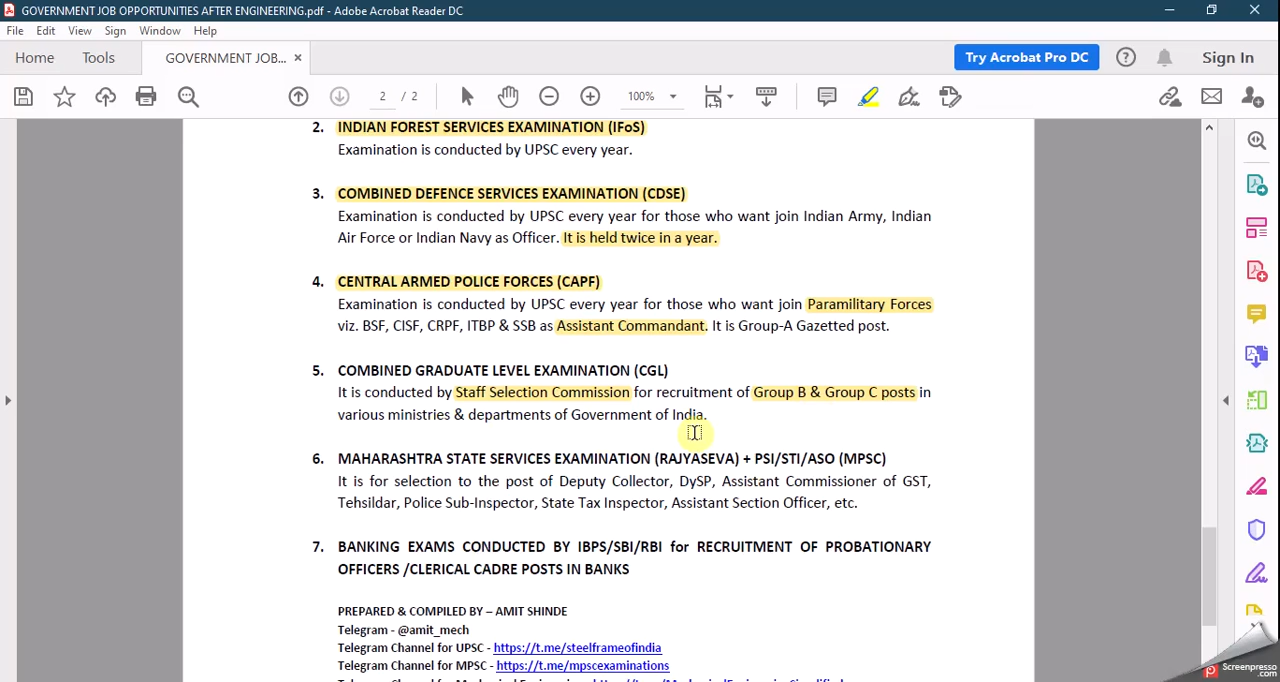 GOVERNMENT JOB OPPORTUNITIES AFTER ENGINEERING.pdf - Adobe Acrobat Reader DC
File Edit View Sign Window Help
Home Tools GOVERNMENT JOB... × Try Acrobat Pro DC Sign In
2 / 2 100%
2. INDIAN FOREST SERVICES EXAMINATION (IFoS)
Examination is conducted by UPSC every year.
3. COMBINED DEFENCE SERVICES EXAMINATION (CDSE)
Examination is conducted by UPSC every year for those who want join Indian Army, Indian
Air Force or Indian Navy as Officer. It is held twice in a year.
4. CENTRAL ARMED POLICE FORCES (CAPF)
Examination is conducted by UPSC every year for those who want join Paramilitary Forces
viz. BSF, CISF, CRPF, ITBP & SSB as Assistant Commandant. It is Group-A Gazetted post.
5. COMBINED GRADUATE LEVEL EXAMINATION (CGL)
It is conducted by Staff Selection Commission for recruitment of Group B & Group C posts in
various ministries & departments of Government of India.
6. MAHARASHTRA STATE SERVICES EXAMINATION (RAJYASEVA) + PSI/STI/ASO (MPSC)
It is for selection to the post of Deputy Collector, DySP, Assistant Commissioner of GST,
Tehsildar, Police Sub-Inspector, State Tax Inspector, Assistant Section Officer, etc.
7. BANKING EXAMS CONDUCTED BY IBPS/SBI/RBI for RECRUITMENT OF PROBATIONARY
OFFICERS /CLERICAL CADRE POSTS IN BANKS
PREPARED & COMPILED BY – AMIT SHINDE
Telegram - @amit_mech
Telegram Channel for UPSC - https://t.me/steelframeofindia
Telegram Channel for MPSC - https://t.me/mpscexaminations
Screenpresso
.com